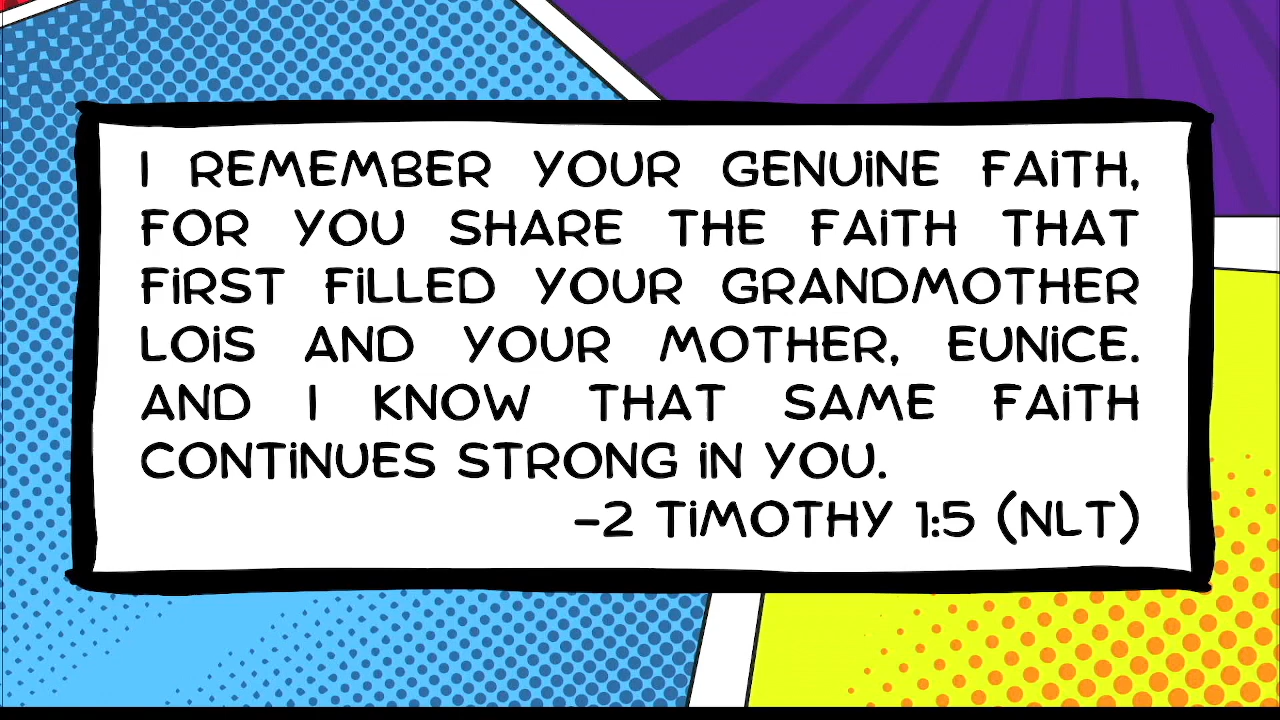 I REMEMBER YOUR GENUINE FAITH,
FOR YOU SHARE THE FAITH THAT
FIRST FILLED YOUR GRANDMOTHER
LOIS AND YOUR MOTHER, EUNICE.
AND I KNOW THAT SAME FAITH
CONTINUES STRONG IN YOU.
-2 TIMOTHY 1:5 (NLT)